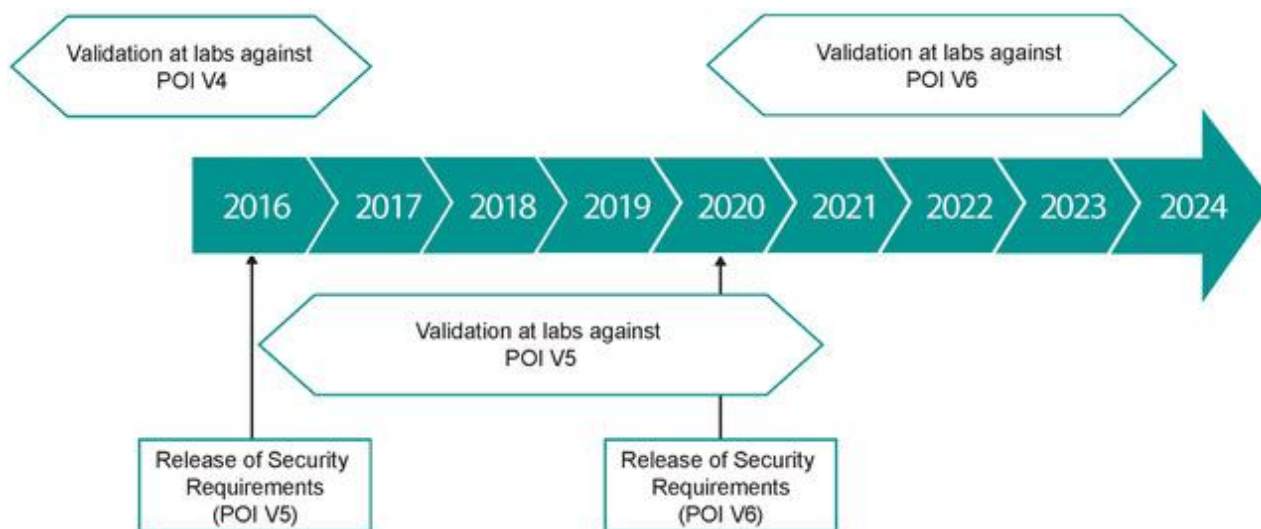 Validation at labs against
POI V4
Validation at labs against
POI V6
2016 2017 2018 2019 2020 2021 2022 2023 2024
Validation at labs against
POI V5
Release of Security
Requirements
(POI V5)
Release of Security
Requirements
(POI V6)